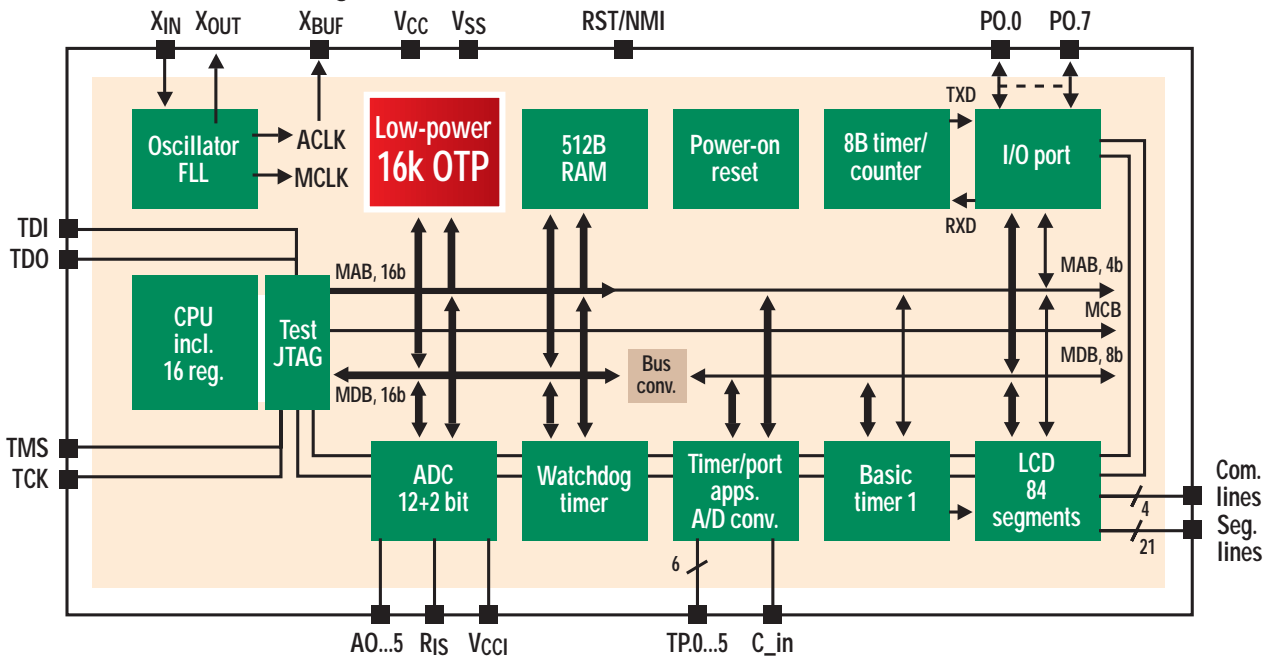 XIN XOUT XBUF VCC VSS RST/NMI PO.0 PO.7
TXD
Oscillator
FLL
ACLK
MCLK
Low-power
16k OTP
512B
RAM
Power-on
reset
8B timer/
counter
I/O port
RXD
TDI
TDO
MAB, 16b
MAB, 4b
CPU
incl.
16 reg.
Test
JTAG
MCB
Bus
conv.
MDB, 8b
MDB, 16b
TMS
TCK
ADC
12+2 bit
Watchdog
timer
Timer/port
apps.
A/D conv.
Basic
timer 1
LCD
84
segments
Com.
lines
4
Seg.
lines
21
6
AO...5 RIS VCCI TP.0...5 C_in